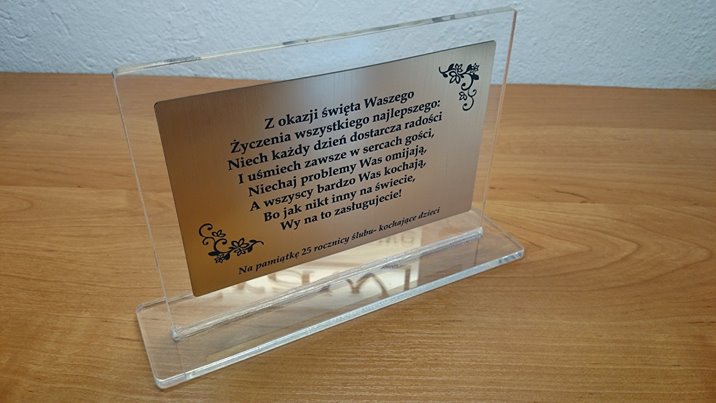 Z okazji święta Waszego
Życzenia wszystkiego najlepszego:
Niech każdy dzień dostarcza radości
I uśmiech zawsze w sercach gości,
Niechaj problemy Was omijają,
A wszyscy bardzo Was kochają,
Bo jak nikt inny na świecie,
Wy na to zasługujecie!
Na pamiątkę 25 rocznicy ślubu- kochające dzieci